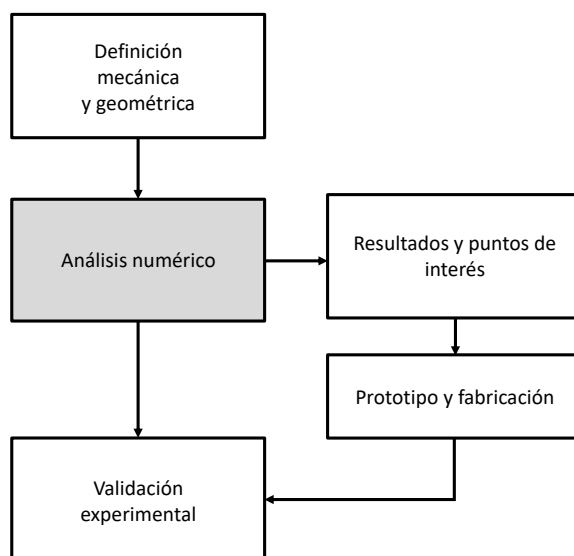 Definición
mecánica
y geométrica
Análisis numérico
Resultados y puntos de
interés
Prototipo y fabricación
Validación
experimental